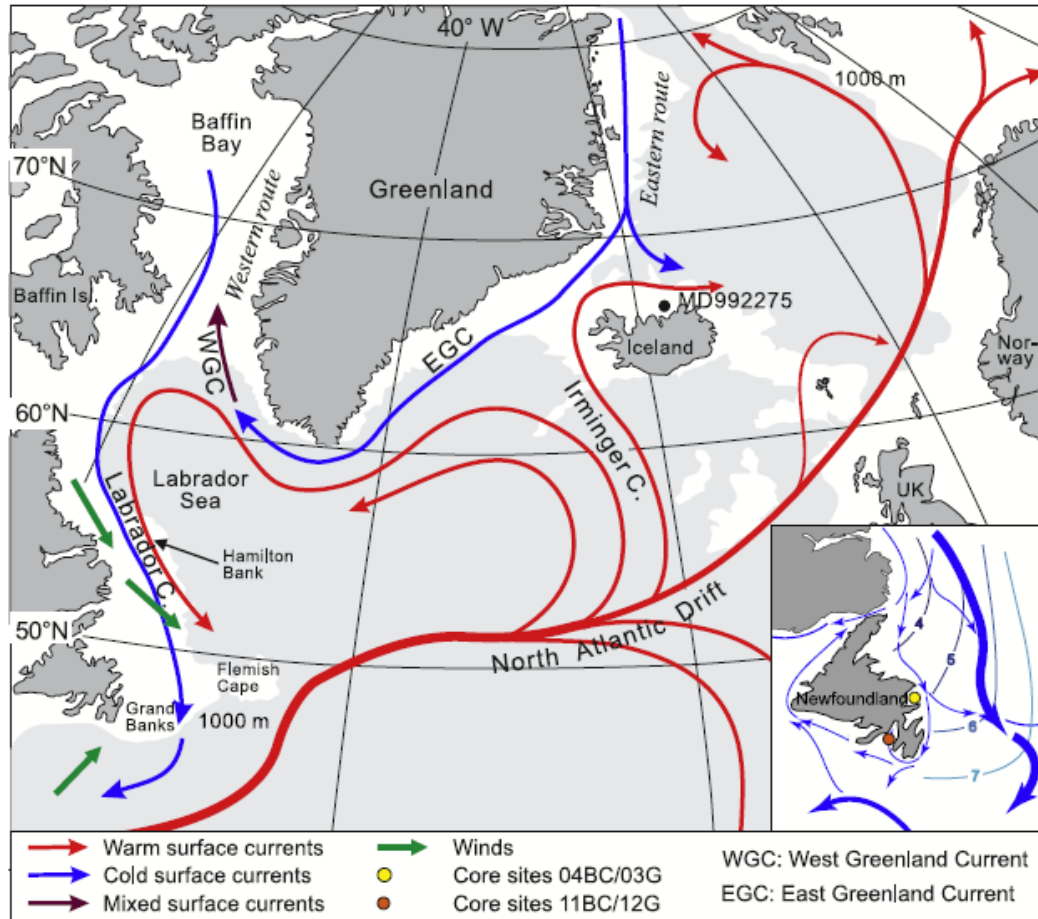 40° W
1000 m
Baffin
Bay
Eastern route
70°N
Greenland
Western route
Baffin Is.
MD992275
Iceland
Nor-
way
WGC
EGC
Irminger C.
60°N
Labrador
Sea
UK
Labrador C.
Hamilton
Bank
50°N
North Atlantic Drift
Flemish
Cape
Grand
Banks
1000 m
4
5
Newfoundland
6
7
Warm surface currents
Cold surface currents
Mixed surface currents
Winds
Core sites 04BC/03G
Core sites 11BC/12G
WGC: West Greenland Current
EGC: East Greenland Current